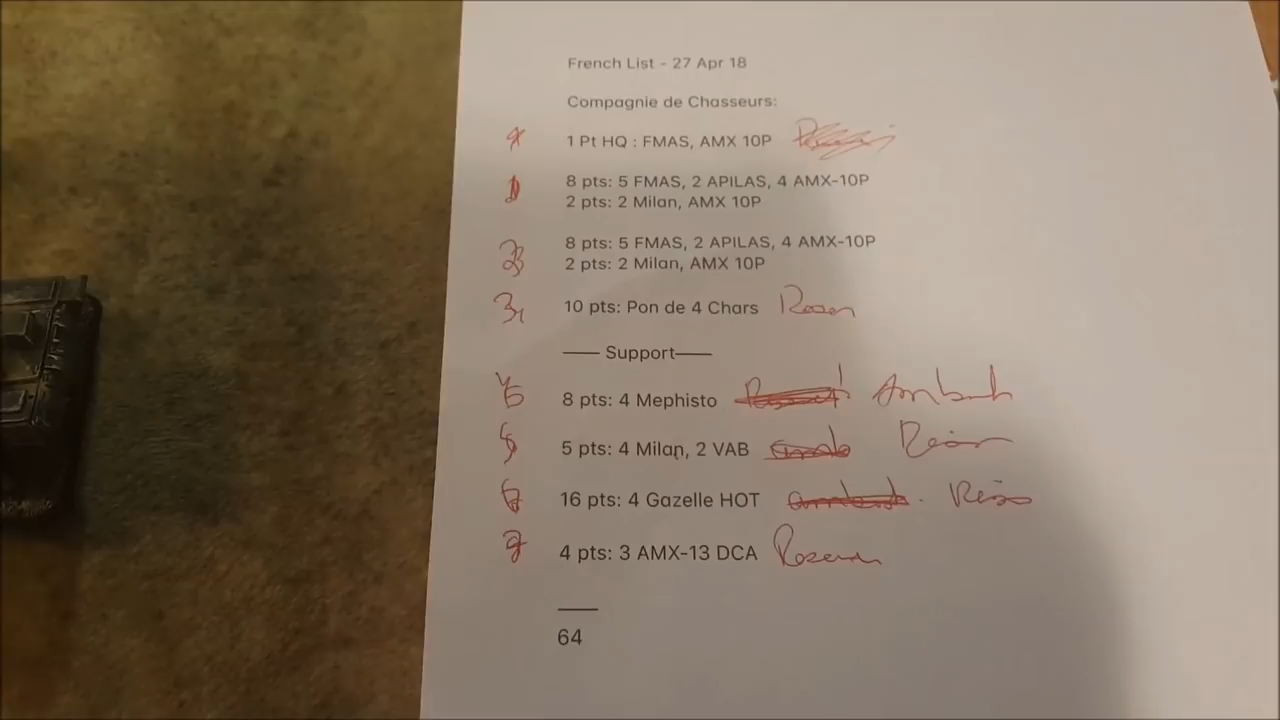 French List - 27 Apr 18
Compagnie de Chasseurs:
1 Pt HQ : FMAS, AMX 10P
8 pts: 5 FMAS, 2 APILAS, 4 AMX-10P
2 pts: 2 Milan, AMX 10P
8 pts: 5 FMAS, 2 APILAS, 4 AMX-10P
2 pts: 2 Milan, AMX 10P
3 10 pts: Pon de 4 Chars
Support
8 pts: 4 Mephisto Ambush
5 pts: 4 Milan, 2 VAB
16 pts: 4 Gazelle HOT
4 pts: 3 AMX-13 DCA Reserve
64